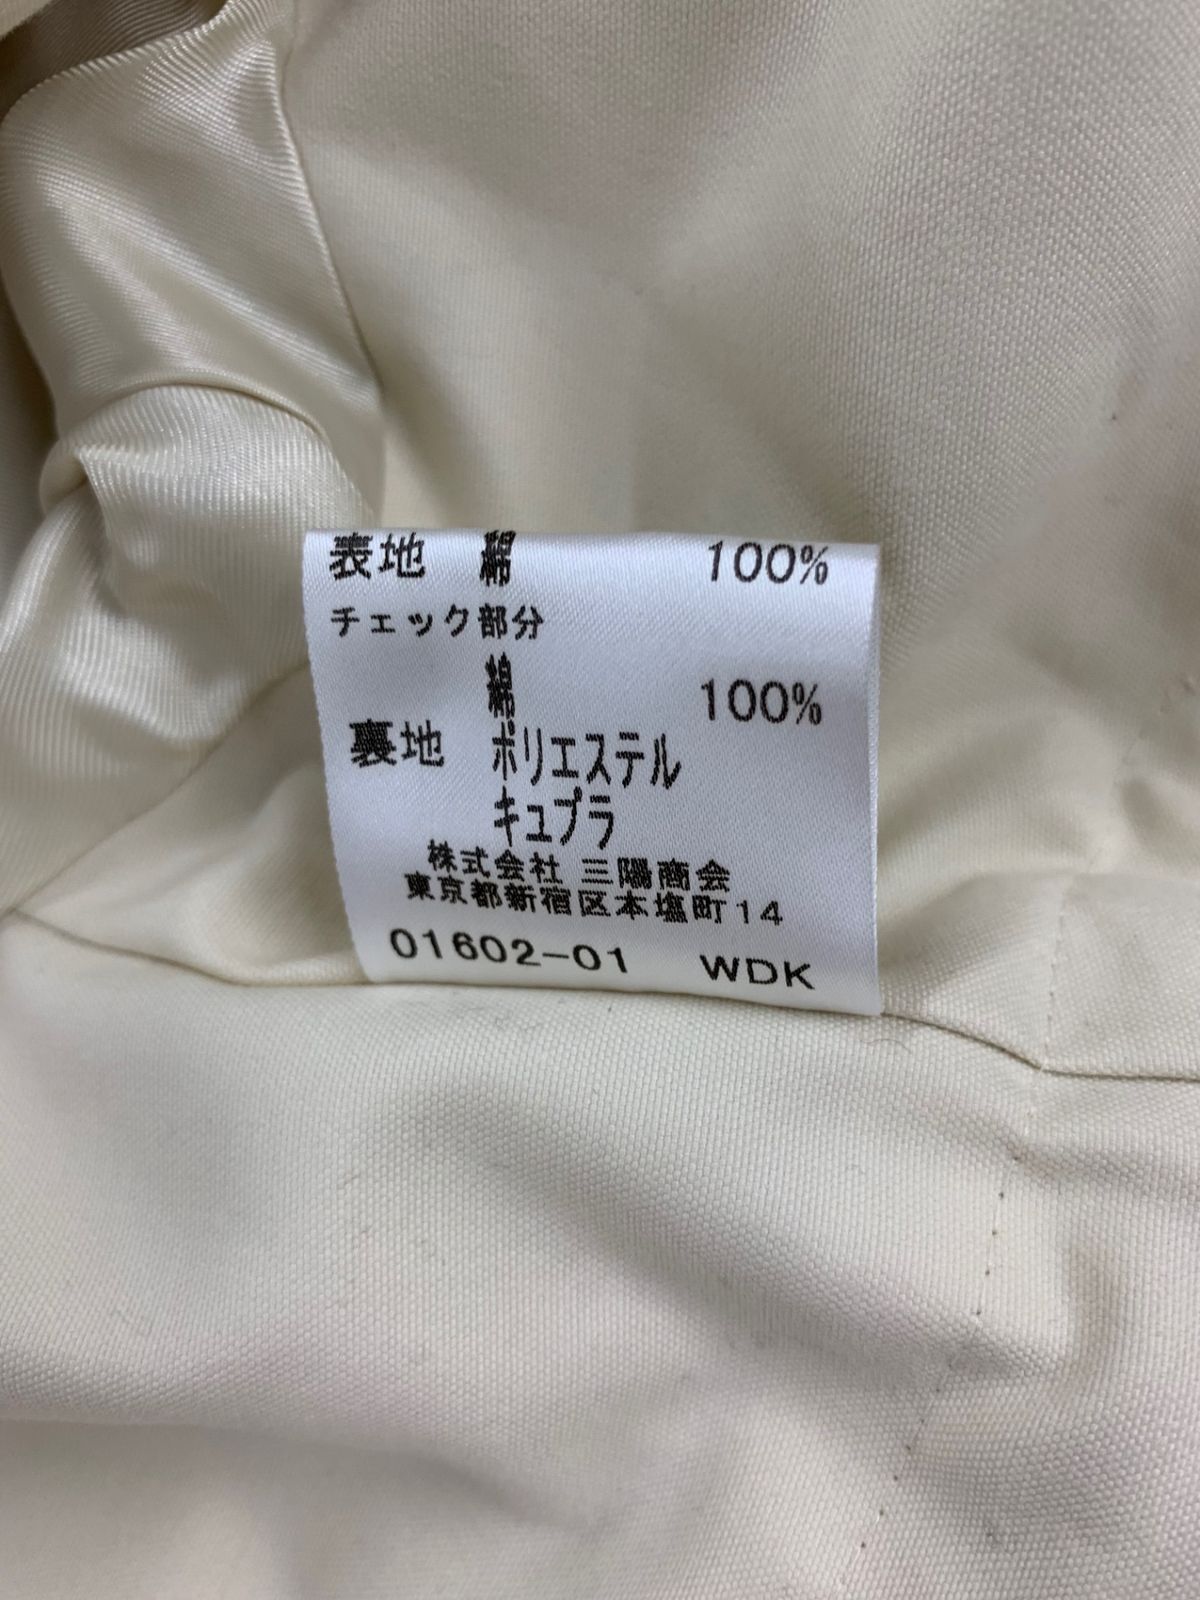 表地 綿 100%
チェック部分
綿 100%
裏地 ポリエステル
キュプラ
株式会社 三陽商会
東京都新宿区本塩町14
01602-01 WDK